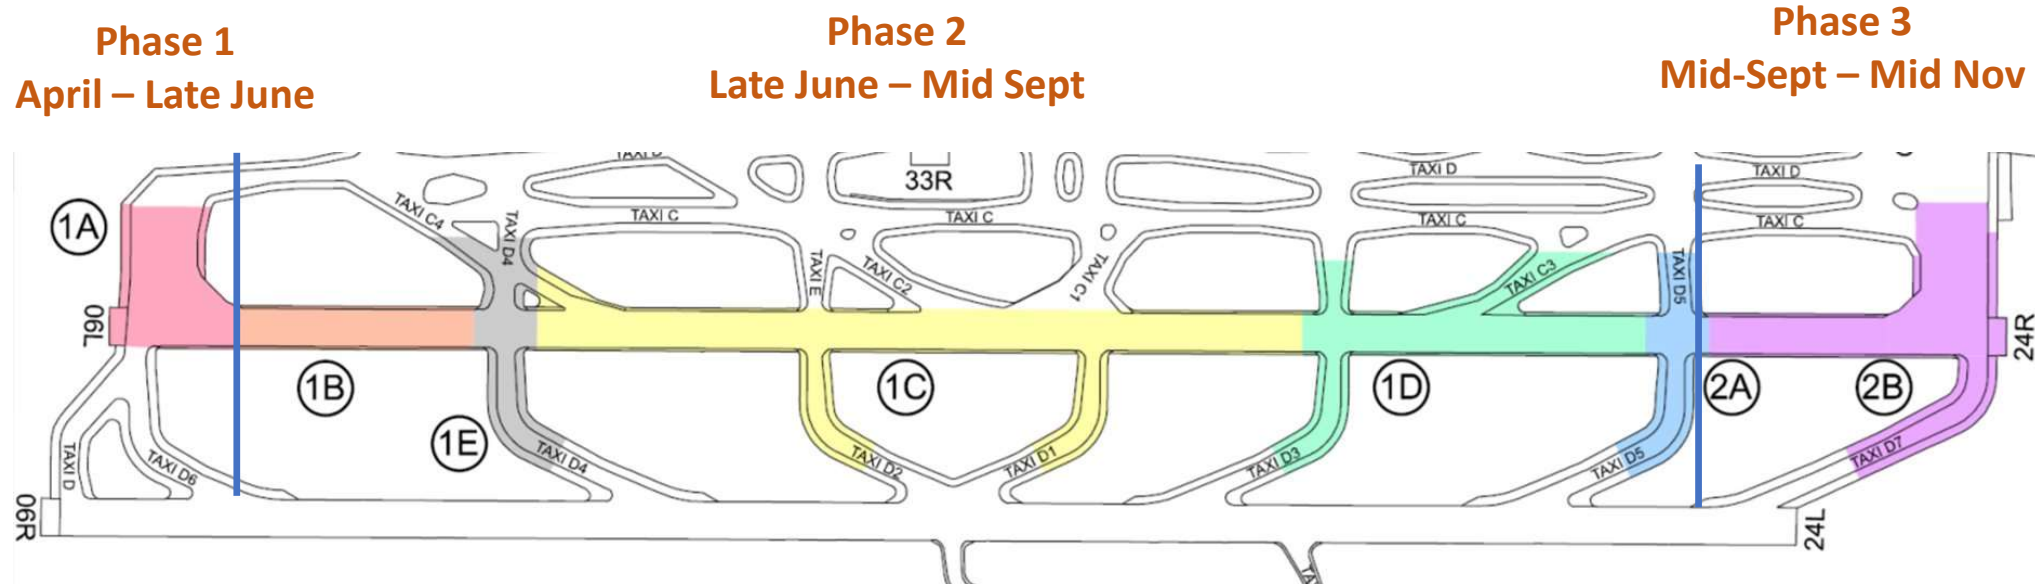 Phase 1
April – Late June
Phase 2
Late June – Mid Sept
Phase 3
Mid-Sept – Mid Nov
1A
TAXI C4
TAXI D4
TAXI C
33R
TAXI C
TAXI D
TAXI C
TAXI D
TAXI C
TAXI E
TAXI C2
TAXI C1
TAXI C3
TAXI D5
06L
24R
1B
1E
1C
1D
2A
2B
TAXI D
TAXI D6
TAXI D4
TAXI D2
TAXI D1
TAXI D3
TAXI D5
TAXI D7
06R
24L